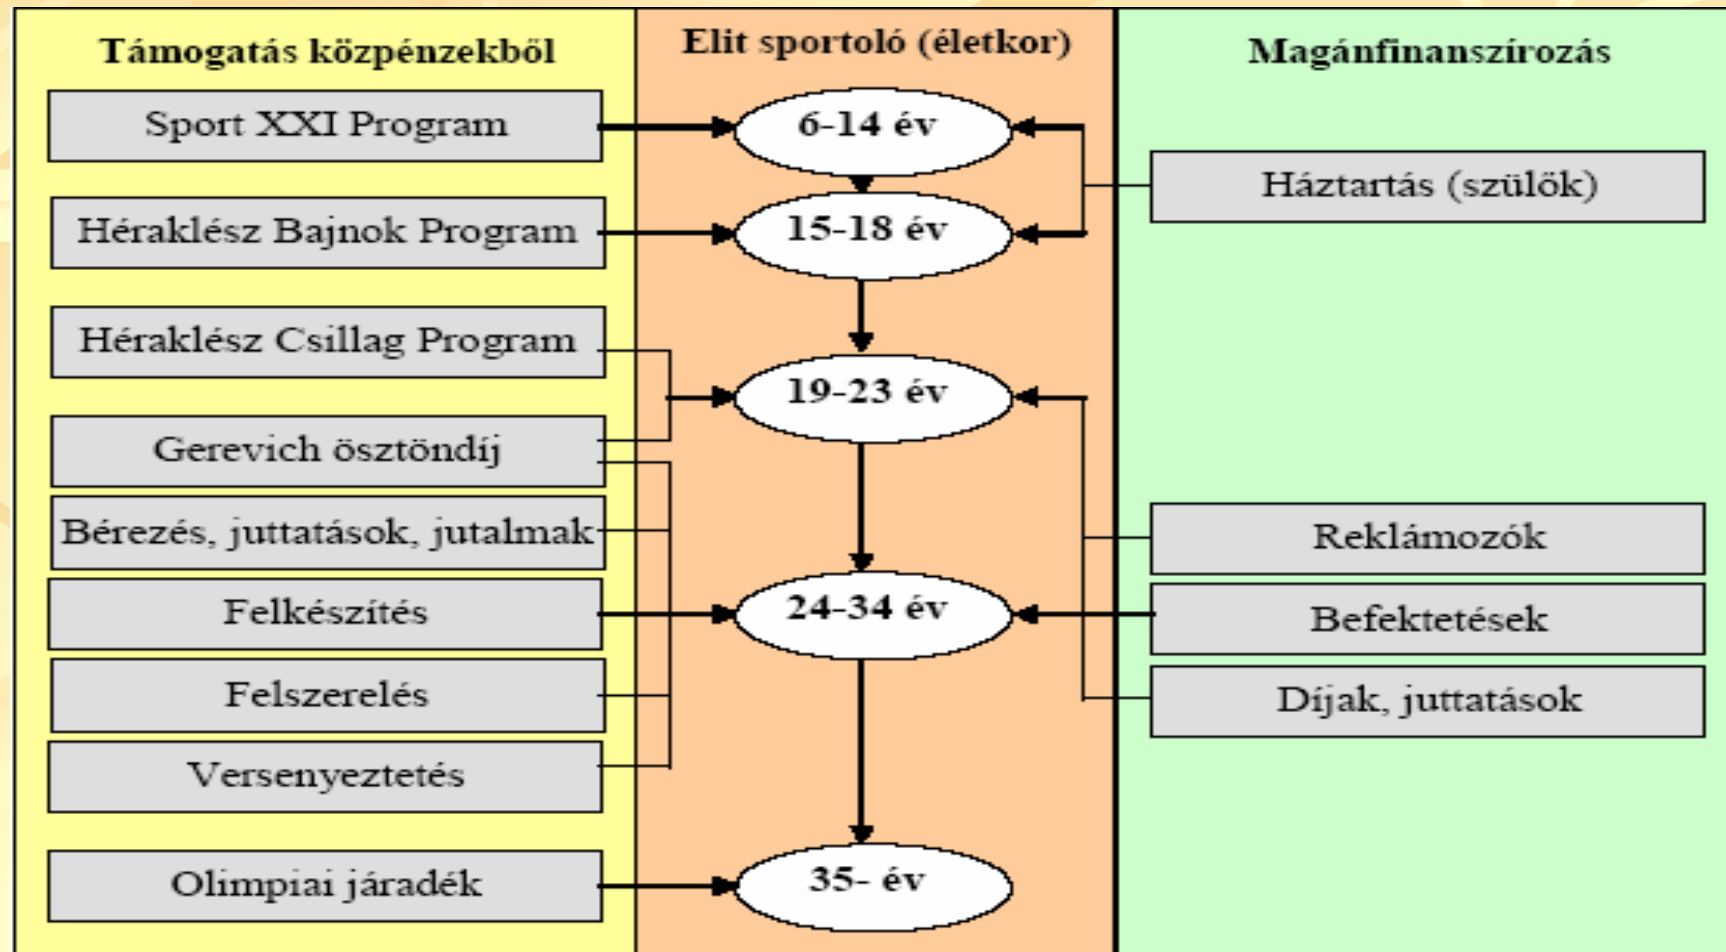 Támogatás közpénzekből
Sport XXI Program
Héraklész Bajnok Program
Héraklész Csillag Program
Gerevich ösztöndíj
Bérezés, juttatások, jutalmak
Felkészítés
Felszerelés
Versenyeztetés
Olimpiai járadék
Elit sportoló (életkor)
6-14 év
15-18 év
19-23 év
24-34 év
35- év
Magánfinanszírozás
Háztartás (szülők)
Reklámozók
Befektetések
Díjak, juttatások